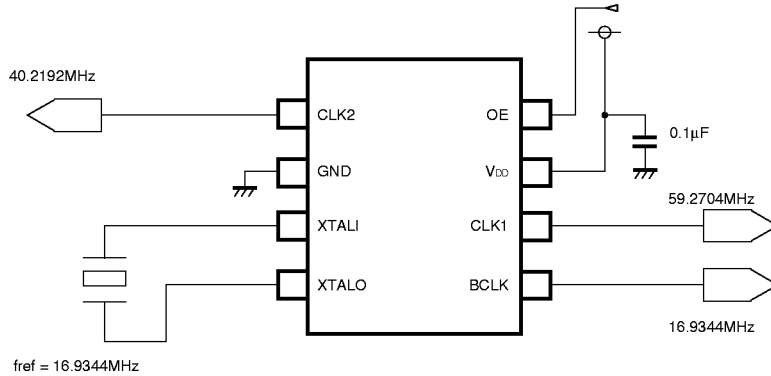 40.2192MHz
CLK2
OE
0.1μF
GND
VDD
59.2704MHz
XTALI
CLK1
XTALO
BCLK
16.9344MHz
fref = 16.9344MHz